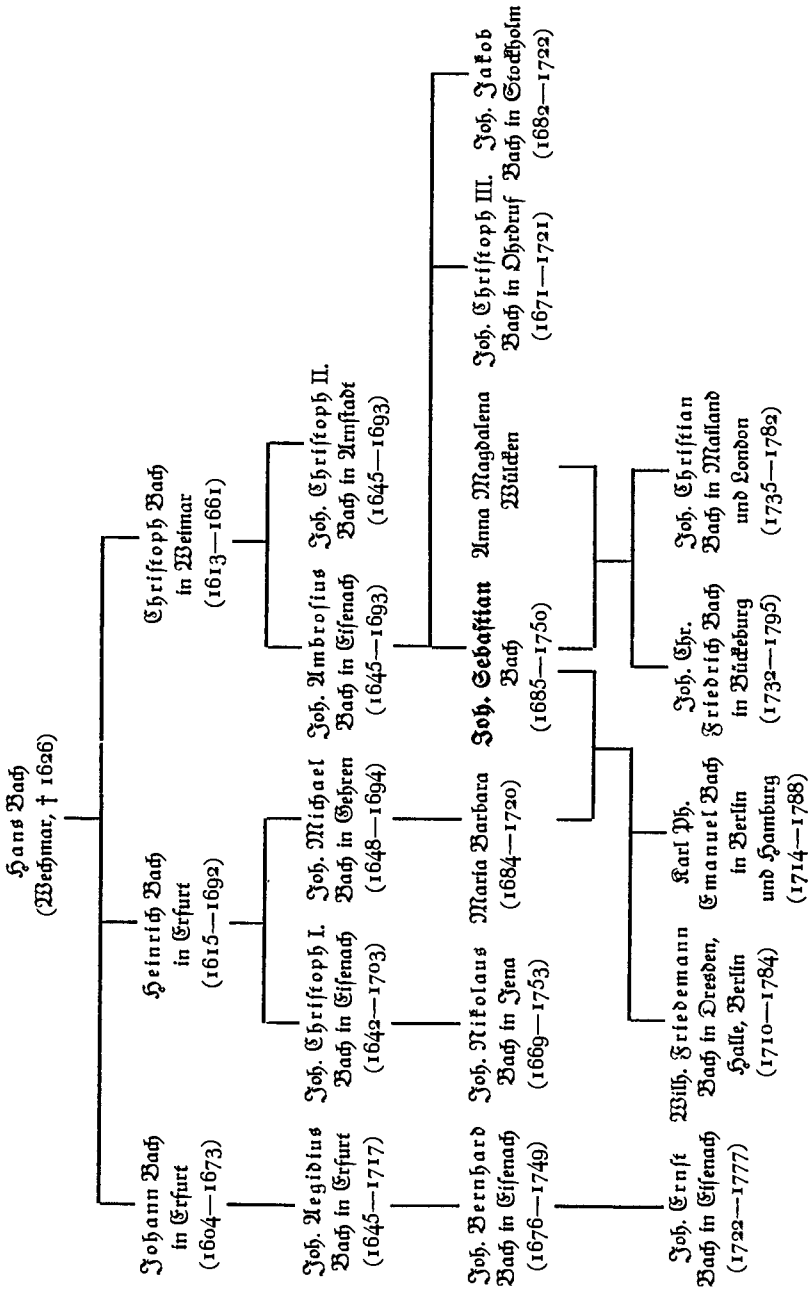 Hans Bach
(Wechmar, † 1626)
Johann Bach
in Erfurt
(1604—1673)
Heinrich Bach
in Erfurt
(1615—1692)
Christoph Bach
in Weimar
(1613—1661)
Joh. Aegidius
Bach in Erfurt
(1645—1717)
Joh. Christoph I.
Bach in Eisenach
(1642—1703)
Joh. Michael
Bach in Gehren
(1648—1694)
Joh. Ambrosius
Bach in Eisenach
(1645—1693)
Joh. Christoph II.
Bach in Arnstadt
(1645—1693)
Joh. Bernhard
Bach in Eisenach
(1676—1749)
Joh. Nikolaus
Bach in Jena
(1669—1753)
Maria Barbara
(1684—1720)
Joh. Sebastian
Bach
(1685—1750)
Anna Magdalena
Wülcken
Joh. Christoph III.
Bach in Ohrdruf
(1671—1721)
Joh. Jakob
Bach in Stockholm
(1682—1722)
Joh. Ernst
Bach in Eisenach
(1722—1777)
Wilh. Friedemann
Bach in Dresden,
Halle, Berlin
(1710—1784)
Karl Ph.
Emanuel Bach
in Berlin
und Hamburg
(1714—1788)
Joh. Chr.
Friedrich Bach
in Bückeburg
(1732—1795)
Joh. Christian
Bach in Mailand
und London
(1735—1782)